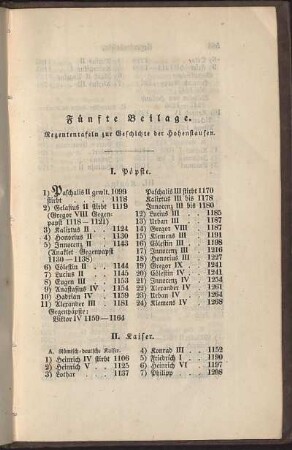 Fünfte Beilage.
Regententafeln zur Geschichte der Hohenstaufen.
I. Päpste.
1) Paschalis II gewlt. 1099
stirbt 1118
2) Gelasius II stirbt 1119
(Gregor VIII Gegen-
papst 1118 — 1121)
3) Kalixtus II . . 1124
4) Honorius II . . 1130
5) Innocenz II . . 1143
(Anaklet Gegenpapst
1130 — 1138)
6) Cölestin II . . 1144
7) Lucius II . . . 1145
8) Eugen III . . . 1153
9) Anastasius IV . 1154
10) Hadrian IV . . 1159
11) Alexander III . 1181
Gegenpäpste:
Viktor IV 1159 — 1164
Paschalis III stirbt 1170
Kalixtus III. bis 1178
Innocenz III bis 1180
12) Lucius III . . . 1185
13) Urban III . . . 1187
14) Gregor VIII . . 1187
15) Klemens III . . 1191
16) Cölestin III . . 1198
17) Innocenz III . . 1216
18) Honorius III . . 1227
19) Gregor IX . . . 1241
20) Cölestin IV . . 1241
21) Innocenz IV . . 1254
22) Alexander IV . 1261
23) Urban IV . . . 1264
24) Klemens IV . . 1268
II. Kaiser.
A. Römisch-deutsche Kaiser.
1) Heinrich IV stirbt 1106
2) Heinrich V . . . 1125
3) Lothar . . . . 1137
4) Konrad III . . . 1152
5) Friedrich I . . . 1190
6) Heinrich VI . . 1197
7) Philipp . . . . 1208